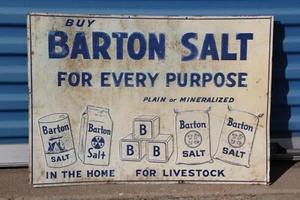 BUY
BARTON SALT
FOR EVERY PURPOSE
PLAIN or MINERALIZED
Barton
SALT
Barton
Salt
B
B B
Barton
SALT
Barton
SALT
IN THE HOME FOR LIVESTOCK